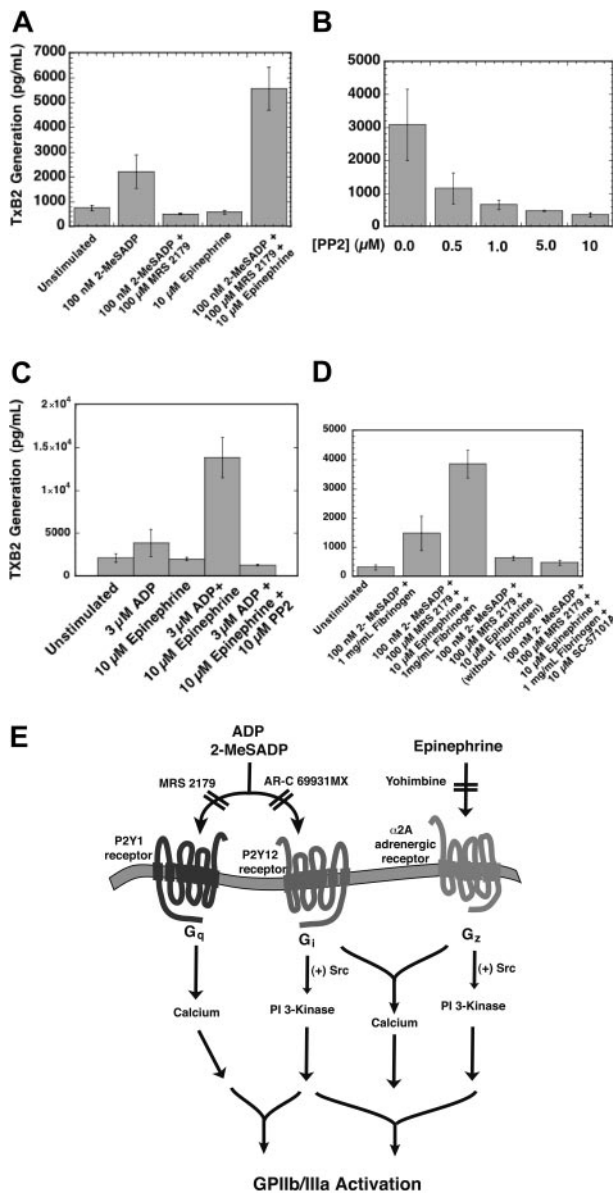 A
TxB2 Generation (pg/mL)
7000
6000
5000
4000
3000
2000
1000
0
Unstimulated
100 nM 2-MeSADP
100 nM 2-MeSADP +
100 µM MRS 2179
10 µM Epinephrine
100 nM 2-MeSADP +
100 µM MRS 2179 +
10 µM Epinephrine
B
5000
4000
3000
2000
1000
0
[PP2] (µM)
0.0
0.5
1.0
5.0
10
C
TXB2 Generation (pg/mL)
2×10⁴
1.5×10⁴
1×10⁴
5000
0
Unstimulated
3 µM ADP
10 µM Epinephrine
3 µM ADP+
10 µM Epinephrine
3 µM ADP +
10 µM Epinephrine +
10 µM PP2
D
5000
4000
3000
2000
1000
0
Unstimulated
100 nM 2- MeSADP +
1 mg/mL Fibrinogen
100 nM 2- MeSADP +
100 µM MRS 2179 +
10 µM Epinephrine +
1mg/mL Fibrinogen
100 nM 2- MeSADP +
100 µM MRS 2179 +
10 µM Epinephrine
(without Fibrinogen)
100 nM 2- MeSADP +
100 µM MRS 2179 +
10 µM Epinephrine +
1 mg/mL Fibrinogen +
10 µM SC-57101A
E
ADP
2-MeSADP
Epinephrine
MRS 2179
AR-C 69931MX
Yohimbine
P2Y1
receptor
P2Y12
receptor
α2A
adrenergic
receptor
Gq
Gi
Gz
(+) Src
(+) Src
Calcium
PI 3-Kinase
Calcium
PI 3-Kinase
GPIIb/IIIa Activation